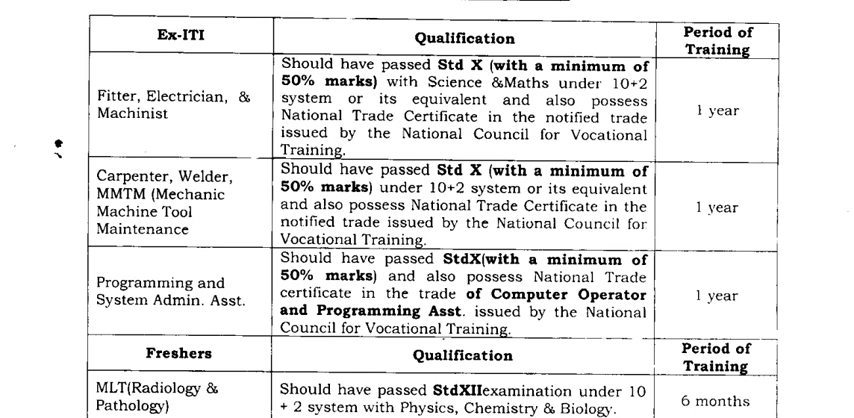 Ex-ITI
Qualification
Period of
Training
Fitter, Electrician, &
Machinist
Should have passed Std X (with a minimum of
50% marks) with Science &Maths under 10+2
system or its equivalent and also possess
National Trade Certificate in the notified trade
issued by the National Council for Vocational
Training.
1 year
Carpenter, Welder,
MMTM (Mechanic
Machine Tool
Maintenance
Should have passed Std X (with a minimum of
50% marks) under 10+2 system or its equivalent
and also possess National Trade Certificate in the
notified trade issued by the National Council for
Vocational Training.
1 year
Programming and
System Admin. Asst.
Should have passed StdX(with a minimum of
50% marks) and also possess National Trade
certificate in the trade of Computer Operator
and Programming Asst. issued by the National
Council for Vocational Training.
1 year
Freshers
Qualification
Period of
Training
MLT(Radiology &
Pathology)
Should have passed StdXIIexamination under 10
+ 2 system with Physics, Chemistry & Biology.
6 months